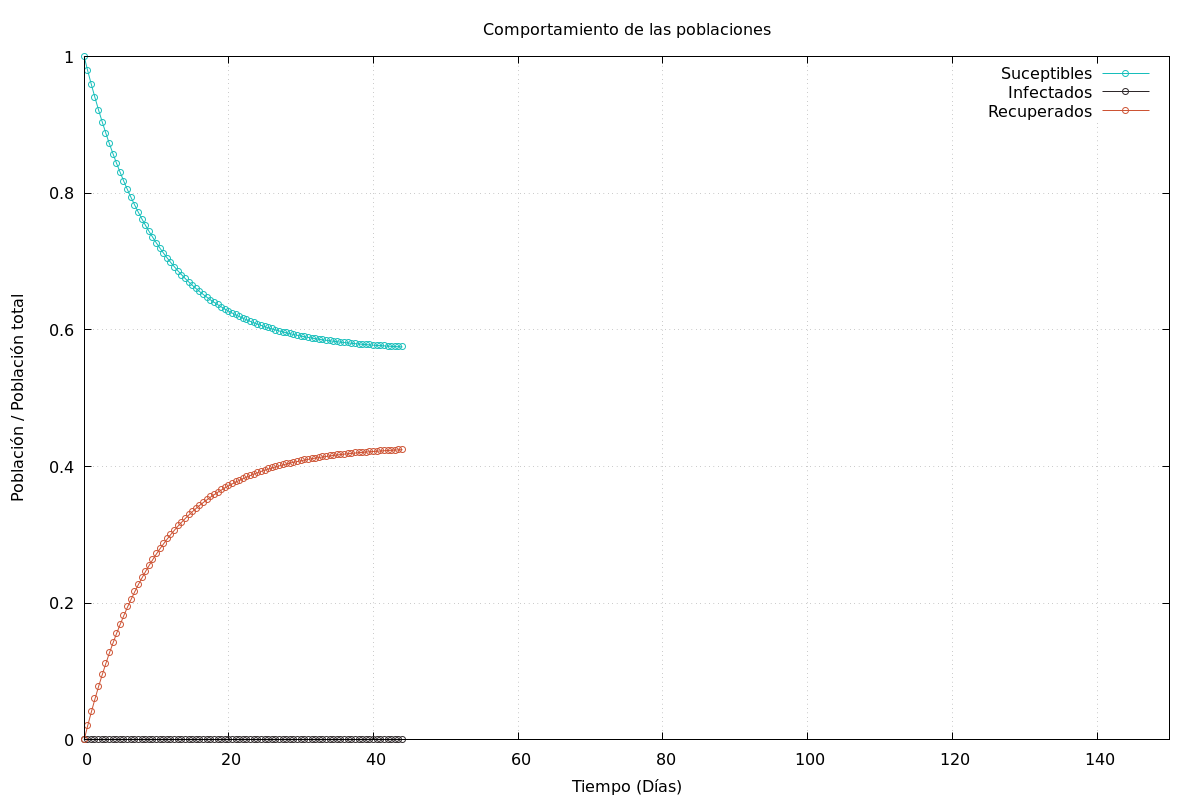 Comportamiento de las poblaciones
Suceptibles
Infectados
Recuperados
1
0.8
0.6
0.4
0.2
0
Población / Población total
0 20 40 60 80 100 120 140
Tiempo (Días)